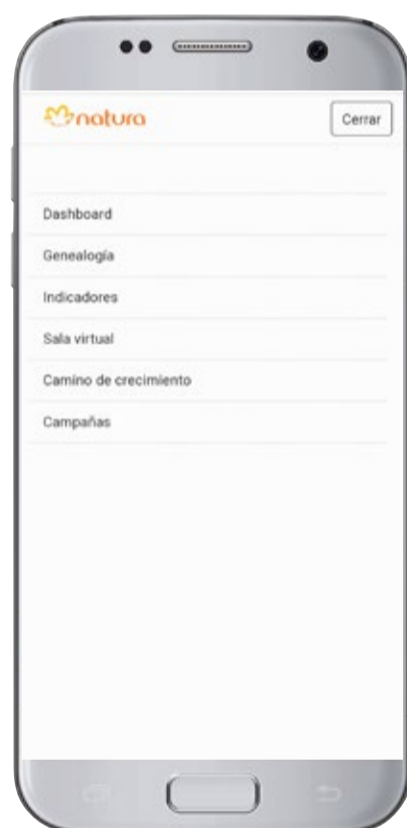 natura
Cerrar
Dashboard
Genealogía
Indicadores
Sala virtual
Camino de crecimiento
Campañas